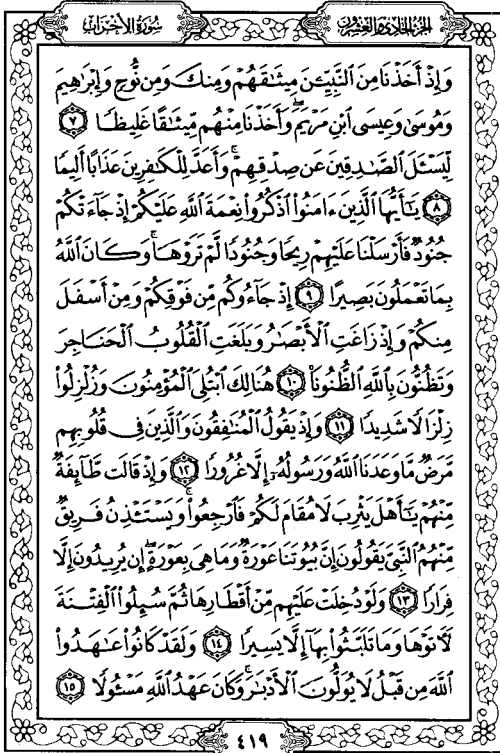 الجزء الحادي والعشرون
سورة الأحزاب
وَإِذْ أَخَذْنَا مِنَ ٱلنَّبِيِّـۧنَ مِيثَـٰقَهُمْ وَمِنكَ وَمِن نُّوحٍ وَإِبْرَٰهِيمَ
وَمُوسَىٰ وَعِيسَى ٱبْنِ مَرْيَمَ ۖ وَأَخَذْنَا مِنْهُم مِّيثَـٰقًا غَلِيظًا ٧
لِّيَسْـَٔلَ ٱلصَّـٰدِقِينَ عَن صِدْقِهِمْ ۚ وَأَعَدَّ لِلْكَـٰفِرِينَ عَذَابًا أَلِيمًا
٨ يَـٰٓأَيُّهَا ٱلَّذِينَ ءَامَنُوا۟ ٱذْكُرُوا۟ نِعْمَةَ ٱللَّهِ عَلَيْكُمْ إِذْ جَآءَتْكُمْ
جُنُودٌ فَأَرْسَلْنَا عَلَيْهِمْ رِيحًا وَجُنُودًا لَّمْ تَرَوْهَا ۚ وَكَانَ ٱللَّهُ
بِمَا تَعْمَلُونَ بَصِيرًا ٩ إِذْ جَآءُوكُم مِّن فَوْقِكُمْ وَمِنْ أَسْفَلَ
مِنكُمْ وَإِذْ زَاغَتِ ٱلْأَبْصَـٰرُ وَبَلَغَتِ ٱلْقُلُوبُ ٱلْحَنَاجِرَ
وَتَظُنُّونَ بِٱللَّهِ ٱلظُّنُونَا۠ ١٠ هُنَالِكَ ٱبْتُلِىَ ٱلْمُؤْمِنُونَ وَزُلْزِلُوا۟
زِلْزَالًا شَدِيدًا ١١ وَإِذْ يَقُولُ ٱلْمُنَـٰفِقُونَ وَٱلَّذِينَ فِى قُلُوبِهِم
مَّرَضٌ مَّا وَعَدَنَا ٱللَّهُ وَرَسُولُهُۥٓ إِلَّا غُرُورًا ١٢ وَإِذْ قَالَت طَّآئِفَةٌ
مِّنْهُمْ يَـٰٓأَهْلَ يَثْرِبَ لَا مُقَامَ لَكُمْ فَٱرْجِعُوا۟ ۚ وَيَسْتَـْٔذِنُ فَرِيقٌ
مِّنْهُمُ ٱلنَّبِىَّ يَقُولُونَ إِنَّ بُيُوتَنَا عَوْرَةٌ وَمَا هِىَ بِعَوْرَةٍ ۖ إِن يُرِيدُونَ إِلَّا
فِرَارًا ١٣ وَلَوْ دُخِلَتْ عَلَيْهِم مِّنْ أَقْطَارِهَا ثُمَّ سُئِلُوا۟ ٱلْفِتْنَةَ
لَـَٔاتَوْهَا وَمَا تَلَبَّثُوا۟ بِهَآ إِلَّا يَسِيرًا ١٤ وَلَقَدْ كَانُوا۟ عَـٰهَدُوا۟
ٱللَّهَ مِن قَبْلُ لَا يُوَلُّونَ ٱلْأَدْبَـٰرَ ۚ وَكَانَ عَهْدُ ٱللَّهِ مَسْـُٔولًا ١٥
٤١٩